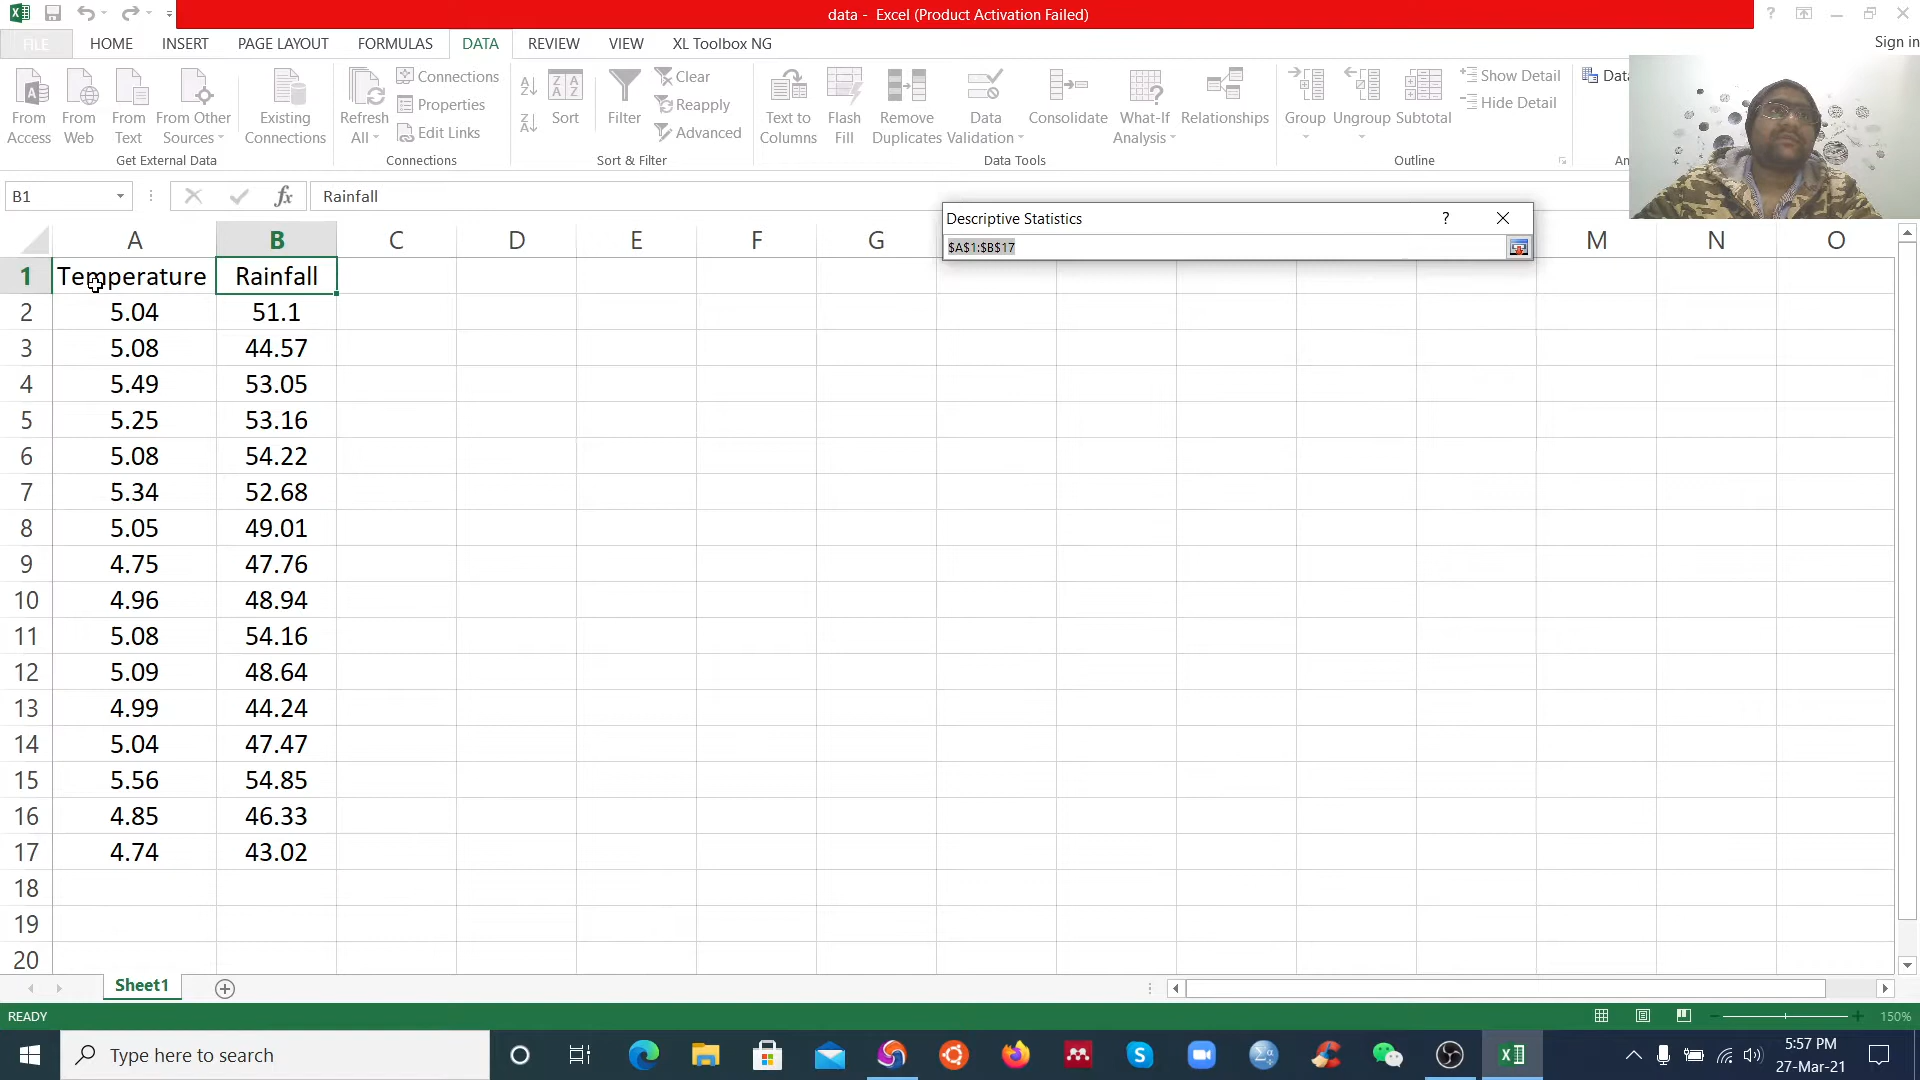 data - Excel (Product Activation Failed)
FILE HOME INSERT PAGE LAYOUT FORMULAS DATA REVIEW VIEW XL Toolbox NG Sign in
From Access
From Web
From Text
From Other Sources
Existing Connections
Get External Data
Refresh All
Connections
Properties
Edit Links
Connections
Sort
Filter
Clear
Reapply
Advanced
Sort & Filter
Text to Columns
Flash Fill
Remove Duplicates
Data Validation
Consolidate
What-If Analysis
Relationships
Data Tools
Group
Ungroup
Subtotal
Show Detail
Hide Detail
Outline
B1 fx Rainfall
Descriptive Statistics ?
$A$1:$B$17
A B C D E F G M N O
1 Temperature Rainfall
2 5.04 51.1
3 5.08 44.57
4 5.49 53.05
5 5.25 53.16
6 5.08 54.22
7 5.34 52.68
8 5.05 49.01
9 4.75 47.76
10 4.96 48.94
11 5.08 54.16
12 5.09 48.64
13 4.99 44.24
14 5.04 47.47
15 5.56 54.85
16 4.85 46.33
17 4.74 43.02
18
19
20
Sheet1
READY 150%
Type here to search
5:57 PM
27-Mar-21